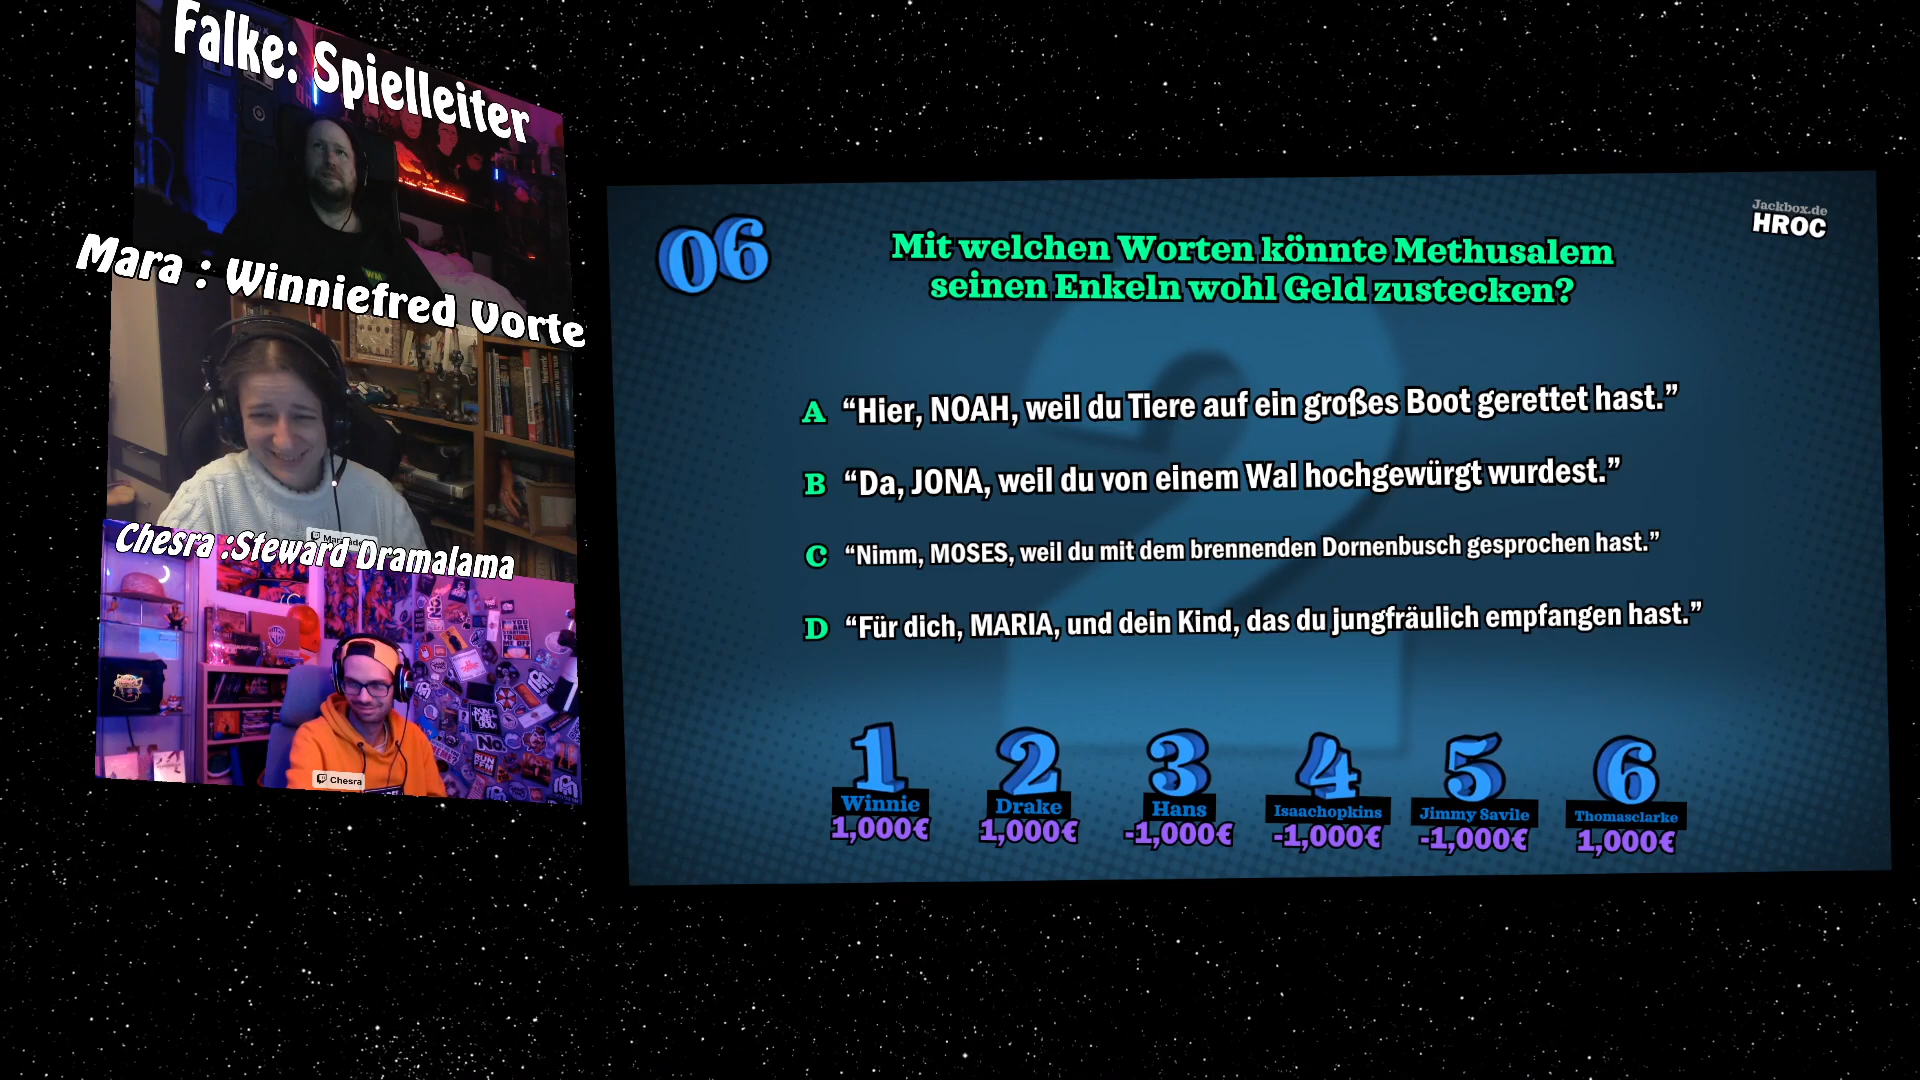 Falke: Spielleiter
Mara : Winniefred Vorte
Chesra :Steward Dramalama
Chesra
06
Jackbox.de
HROC
Mit welchen Worten könnte Methusalem
seinen Enkeln wohl Geld zustecken?
A “Hier, NOAH, weil du Tiere auf ein großes Boot gerettet hast.”
B “Da, JONA, weil du von einem Wal hochgewürgt wurdest.”
C “Nimm, MOSES, weil du mit dem brennenden Dornenbusch gesprochen hast.”
D “Für dich, MARIA, und dein Kind, das du jungfräulich empfangen hast.”
1 2 3 4 5 6
Winnie Drake Hans Isaachopkins Jimmy Savile Thomasclarke
1,000€ 1,000€ -1,000€ -1,000€ -1,000€ 1,000€
2
No.